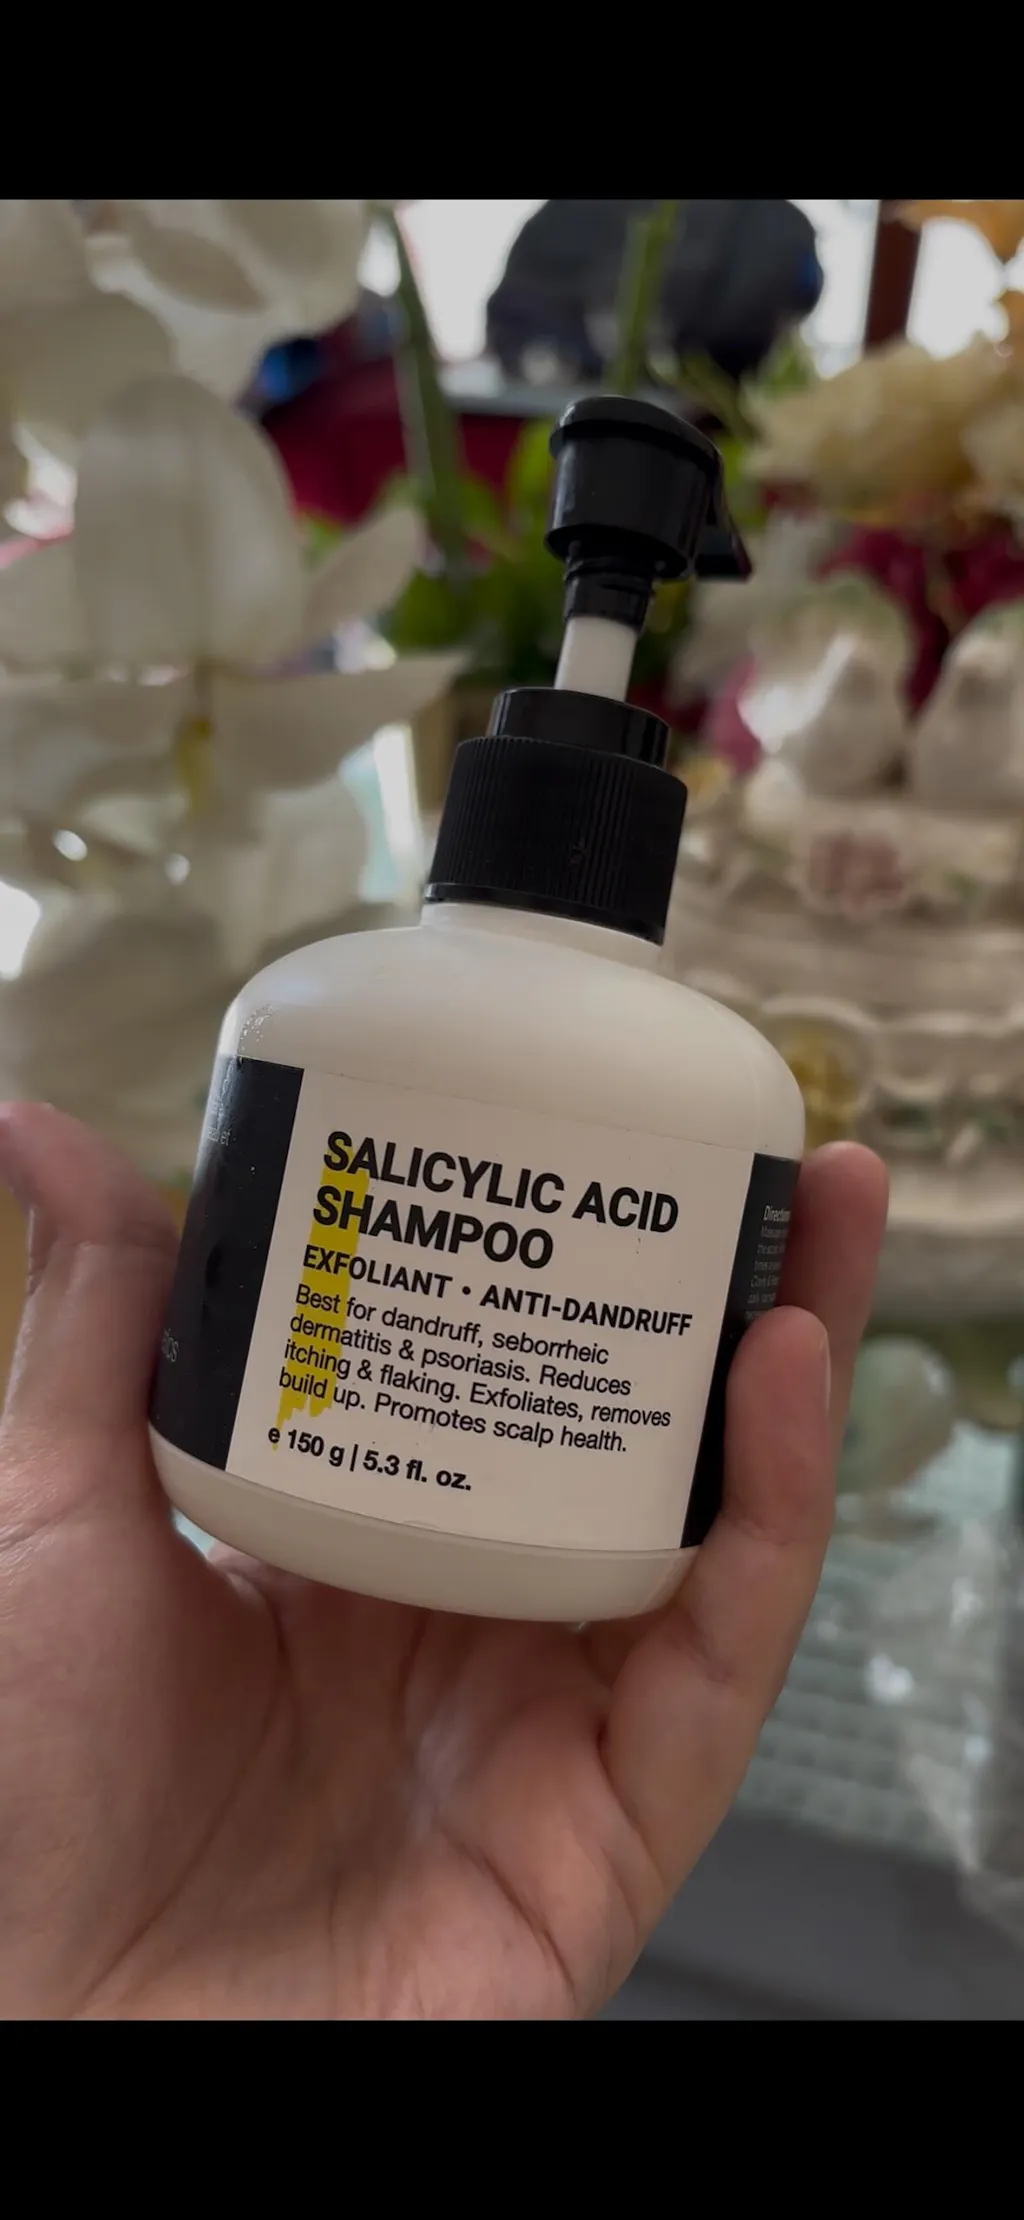 SALICYLIC ACID
SHAMPOO
EXFOLIANT • ANTI-DANDRUFF
Best for dandruff, seborrheic
dermatitis & psoriasis. Reduces
itching & flaking. Exfoliates, removes
build up. Promotes scalp health.
e 150 g | 5.3 fl. oz.